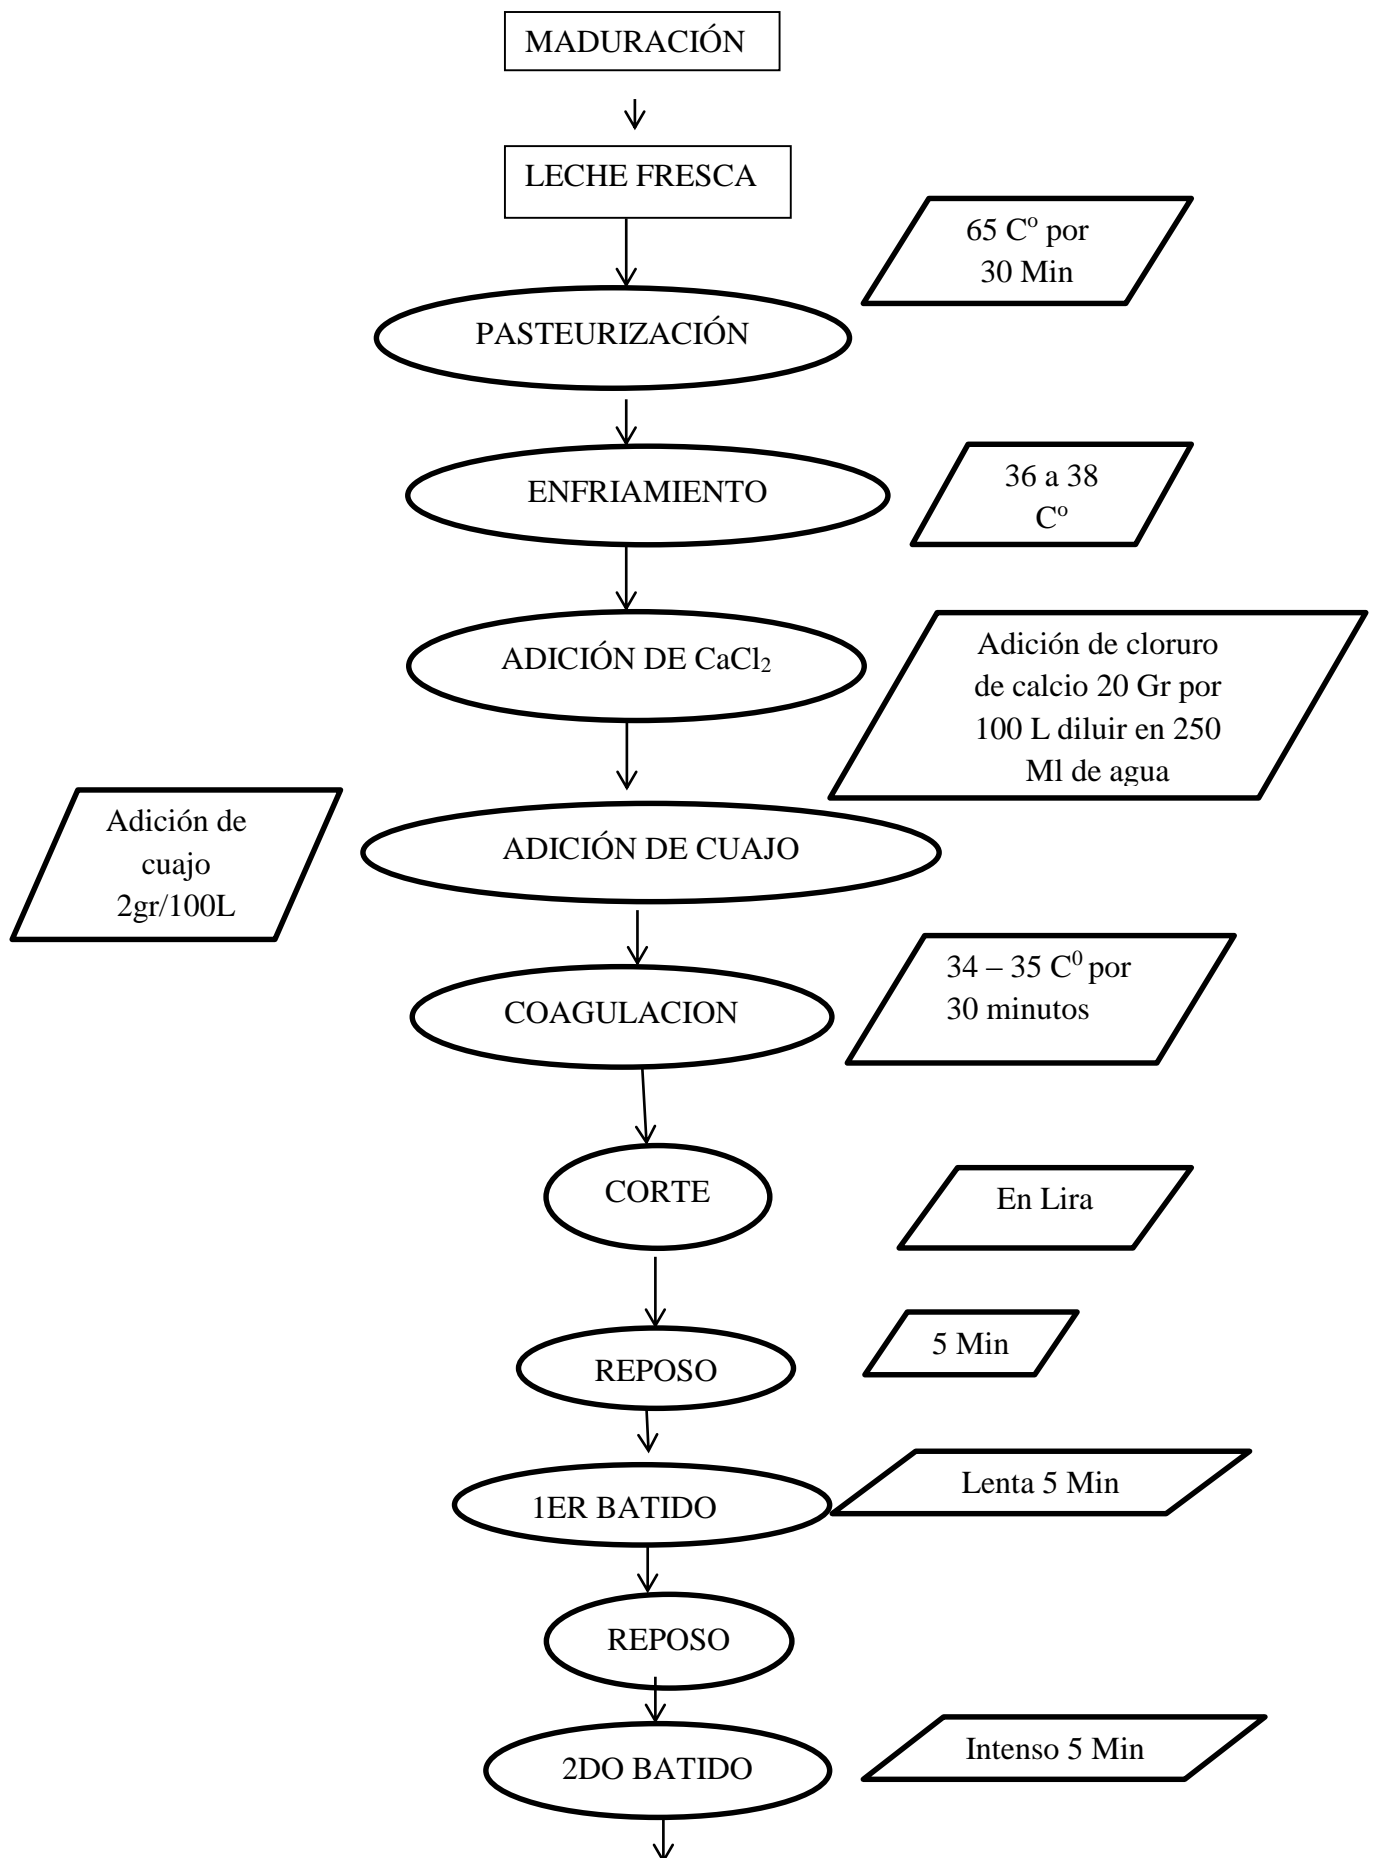 MADURACIÓN
LECHE FRESCA
65 Cº por
30 Min
PASTEURIZACIÓN
ENFRIAMIENTO
36 a 38
Cº
ADICIÓN DE CaCl₂
Adición de cloruro
de calcio 20 Gr por
100 L diluir en 250
Ml de agua
Adición de
cuajo
2gr/100L
ADICIÓN DE CUAJO
COAGULACION
34 – 35 C⁰ por
30 minutos
CORTE
En Lira
REPOSO
5 Min
1ER BATIDO
Lenta 5 Min
REPOSO
2DO BATIDO
Intenso 5 Min